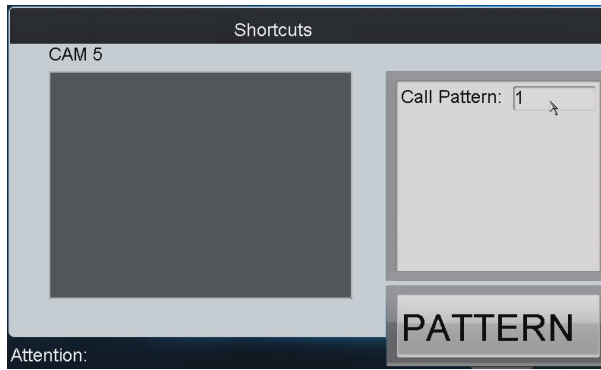 Shortcuts
CAM 5
Call Pattern: 1
PATTERN
Attention: